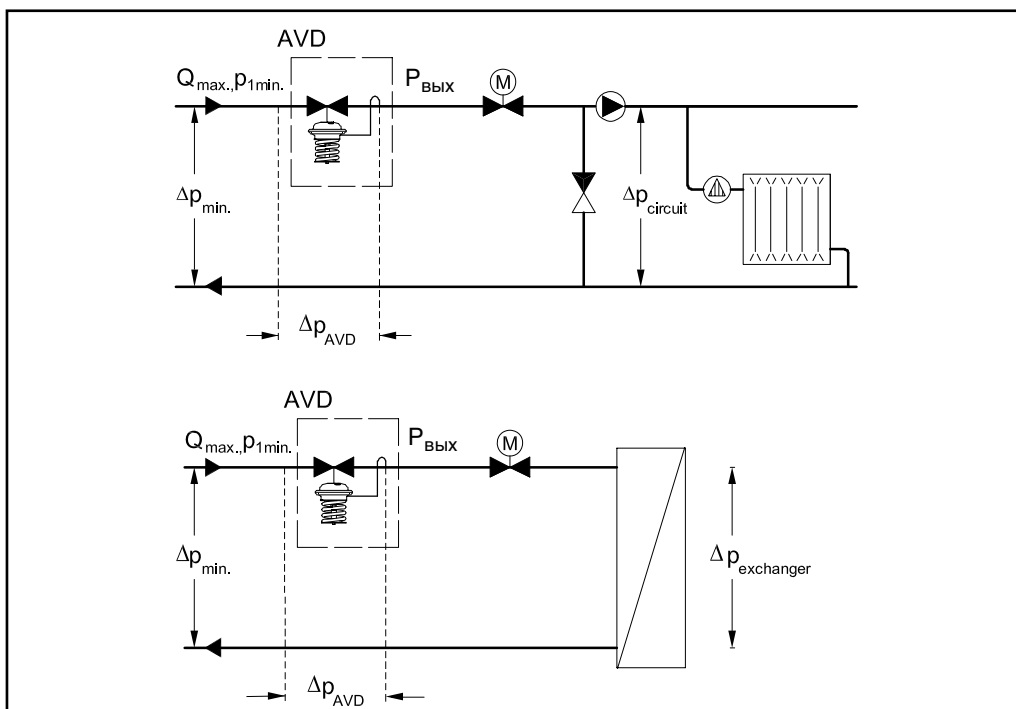 AVD
Qmax.,p1min.
Pвых
M
Δpmin.
Δpcircuit
ΔpAVD
AVD
Qmax.,p1min.
Pвых
M
Δpmin.
Δpexchanger
ΔpAVD